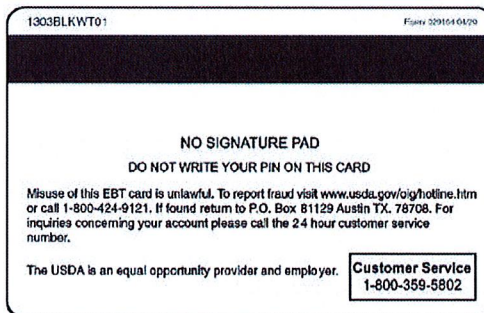 1303BLKWT01
NO SIGNATURE PAD
DO NOT WRITE YOUR PIN ON THIS CARD
Misuse of this EBT card is unlawful. To report fraud visit www.usda.gov/oig/hotline.htm
or call 1-800-424-9121. If found return to P.O. Box 81129 Austin TX. 78708. For
inquiries concerning your account please call the 24 hour customer service
number.
The USDA is an equal opportunity provider and employer.
Customer Service
1-800-359-5802